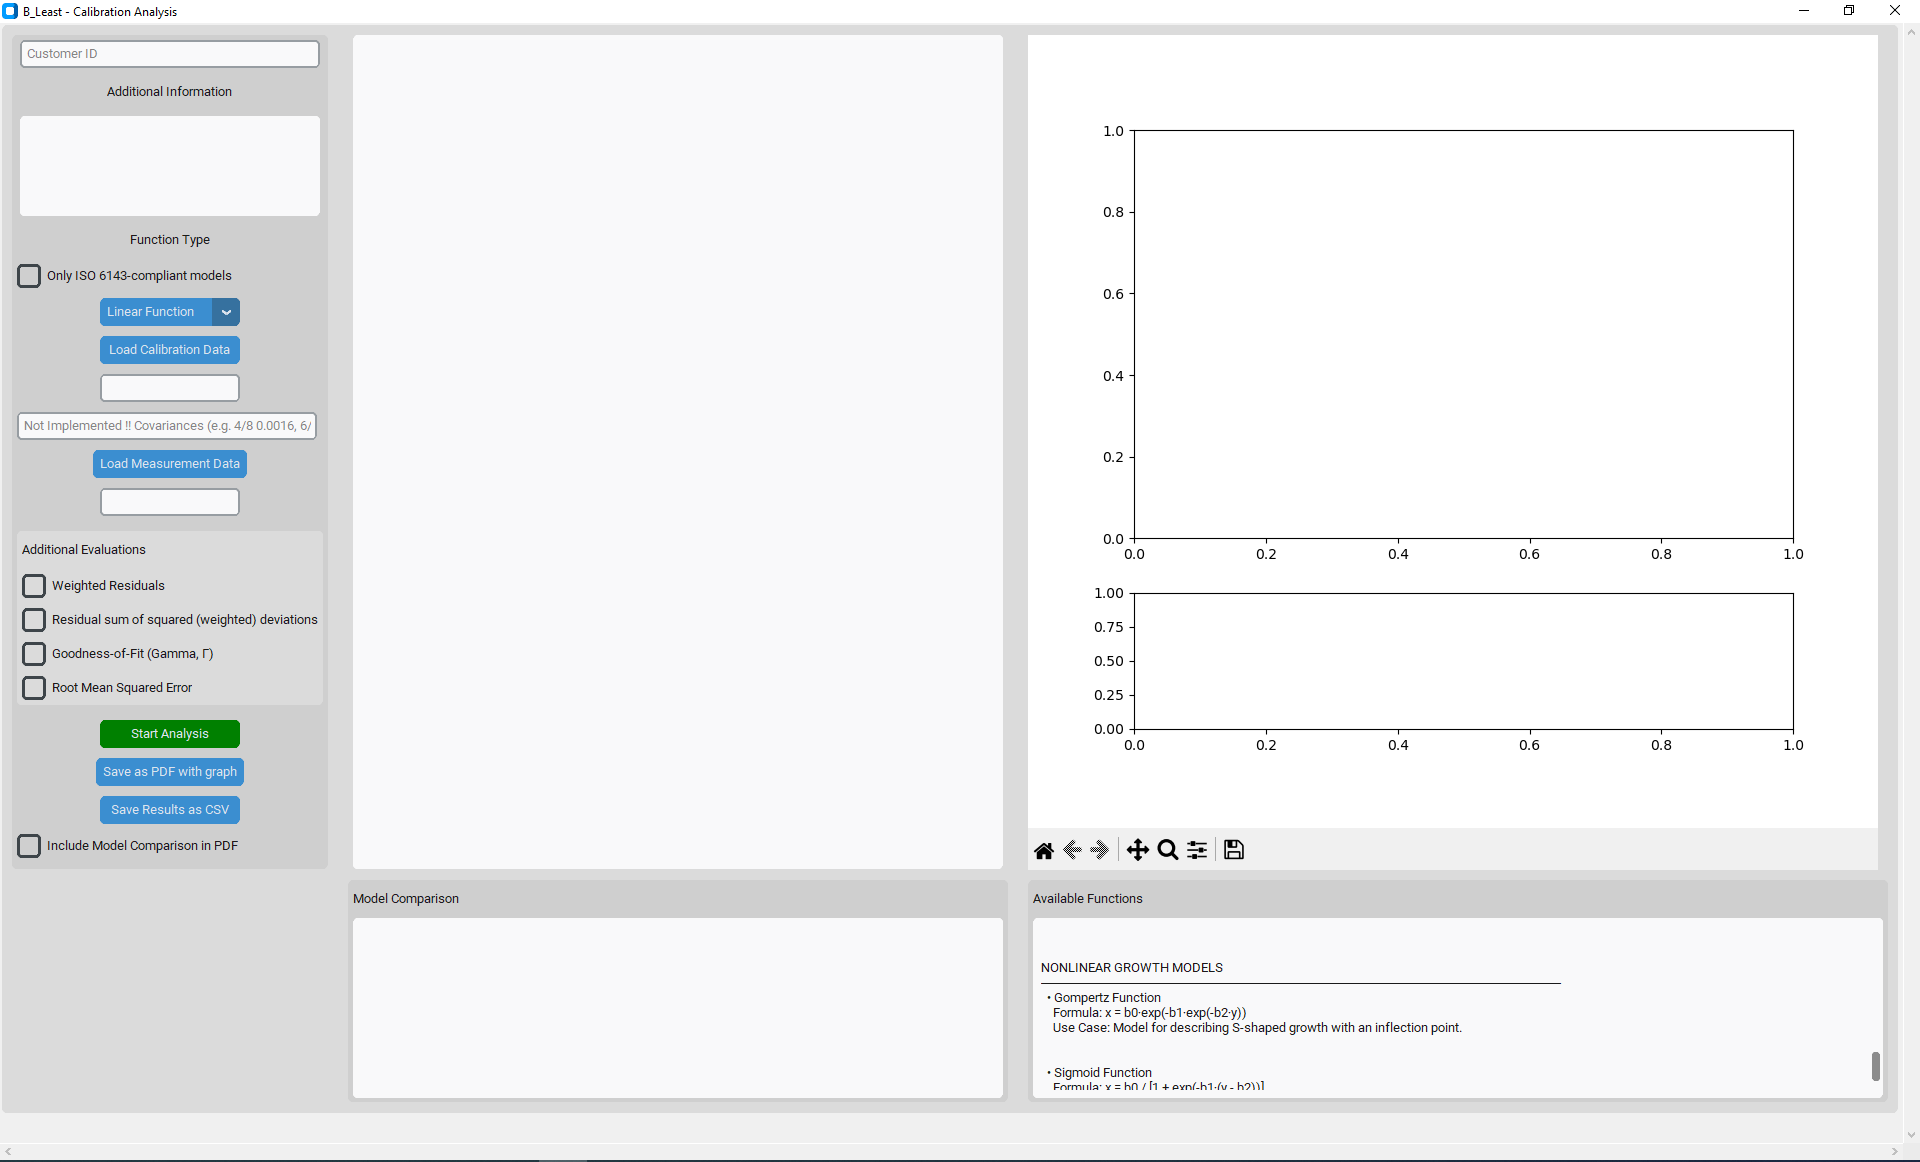 B_Least - Calibration Analysis
Customer ID
Additional Information
Function Type
Only ISO 6143-compliant models
Linear Function
Load Calibration Data
Not Implemented !! Covariances (e.g. 4/8 0.0016, 6/
Load Measurement Data
Additional Evaluations
Weighted Residuals
Residual sum of squared (weighted) deviations
Goodness-of-Fit (Gamma, Γ)
Root Mean Squared Error
Start Analysis
Save as PDF with graph
Save Results as CSV
Include Model Comparison in PDF
1.0
0.8
0.6
0.4
0.2
0.0
0.0 0.2 0.4 0.6 0.8 1.0
1.00
0.75
0.50
0.25
0.00
0.0 0.2 0.4 0.6 0.8 1.0
Model Comparison
Available Functions
NONLINEAR GROWTH MODELS
• Gompertz Function
Formula: x = b0·exp(-b1·exp(-b2·y))
Use Case: Model for describing S-shaped growth with an inflection point.
• Sigmoid Function
Formula: x = b0 / [1 + exp(-b1·(y - b2))]